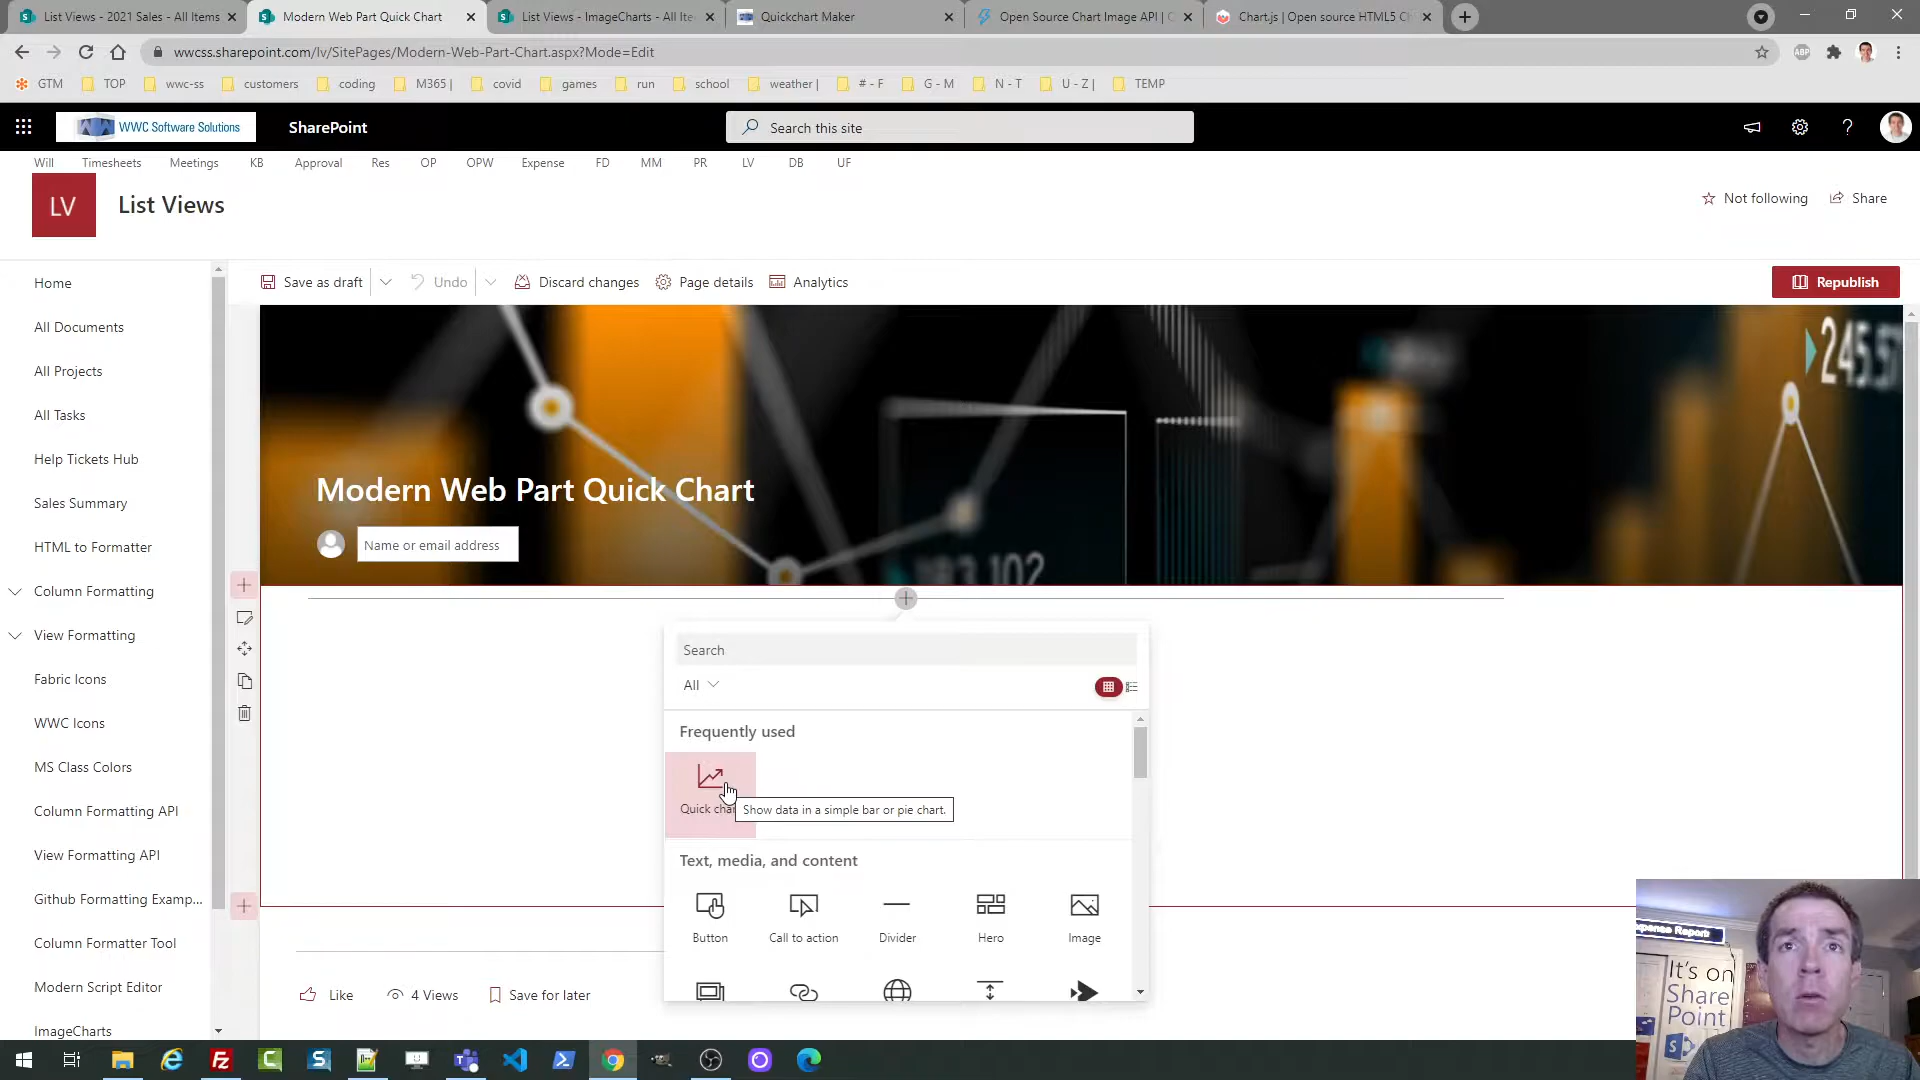 List Views - 2021 Sales - All Items
Modern Web Part Quick Chart
List Views - ImageCharts - All Ite
Quickchart Maker
Open Source Chart Image API | C
Chart.js | Open source HTML5 Ch
wwcss.sharepoint.com/lv/SitePages/Modern-Web-Part-Chart.aspx?Mode=Edit
ABP
GTM
TOP
wwc-ss
customers
coding
M365 |
covid
games
run
school
weather |
# - F
G - M
N - T
U - Z |
TEMP
WWC Software Solutions
SharePoint
Search this site
Will
Timesheets
Meetings
KB
Approval
Res
OP
OPW
Expense
FD
MM
PR
LV
DB
UF
LV
List Views
Not following
Share
Home
All Documents
All Projects
All Tasks
Help Tickets Hub
Sales Summary
HTML to Formatter
Column Formatting
View Formatting
Fabric Icons
WWC Icons
MS Class Colors
Column Formatting API
View Formatting API
Github Formatting Examp...
Column Formatter Tool
Modern Script Editor
ImageCharts
Save as draft
Undo
Discard changes
Page details
Analytics
Republish
245.5
183.102
Modern Web Part Quick Chart
Name or email address
Search
All
Frequently used
Quick char
Show data in a simple bar or pie chart.
Text, media, and content
Button
Call to action
Divider
Hero
Image
Like
4 Views
Save for later
xpense Report
It's on
Share
Point